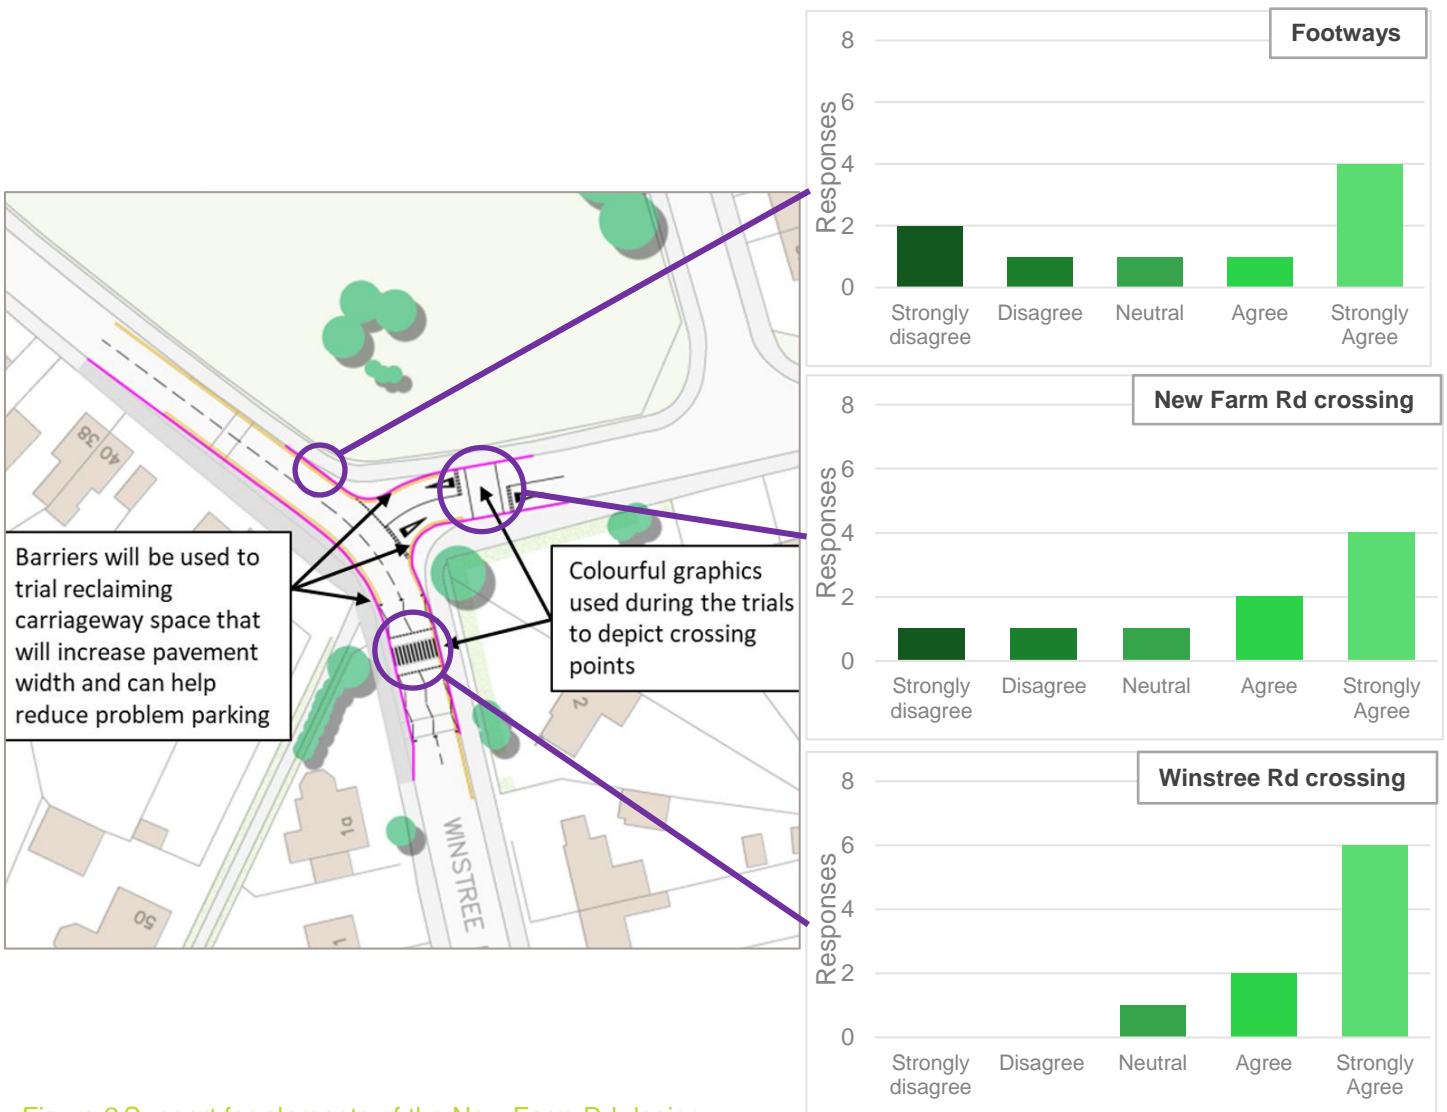 40 38
Barriers will be used to
trial reclaiming
carriageway space that
will increase pavement
width and can help
reduce problem parking
Colourful graphics
used during the trials
to depict crossing
points
2
1a
1
50
WINSTREE
Footways
Responses
8
6
4
2
0
Strongly
disagree
Disagree
Neutral
Agree
Strongly
Agree
New Farm Rd crossing
Responses
8
6
4
2
0
Strongly
disagree
Disagree
Neutral
Agree
Strongly
Agree
Winstree Rd crossing
Responses
8
6
4
2
0
Strongly
disagree
Disagree
Neutral
Agree
Strongly
Agree